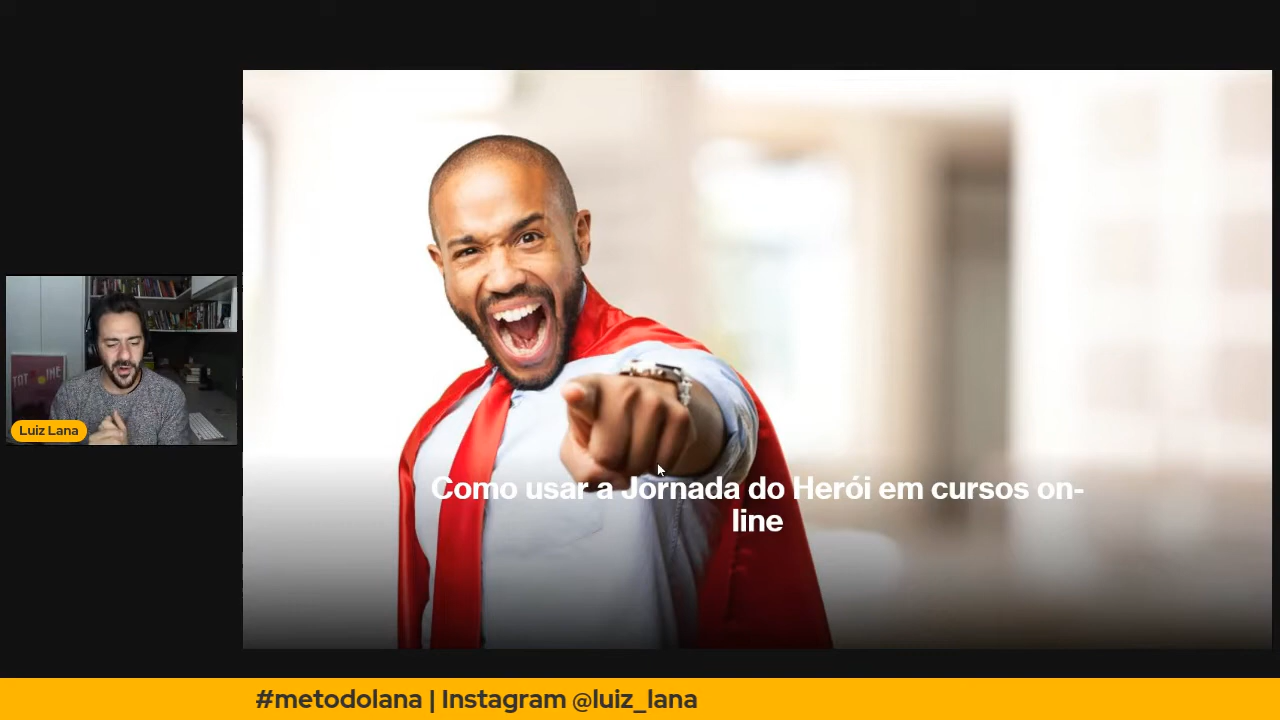 Como usar a Jornada do Herói em cursos on-
line
Luiz Lana
#metodolana | Instagram @luiz_lana